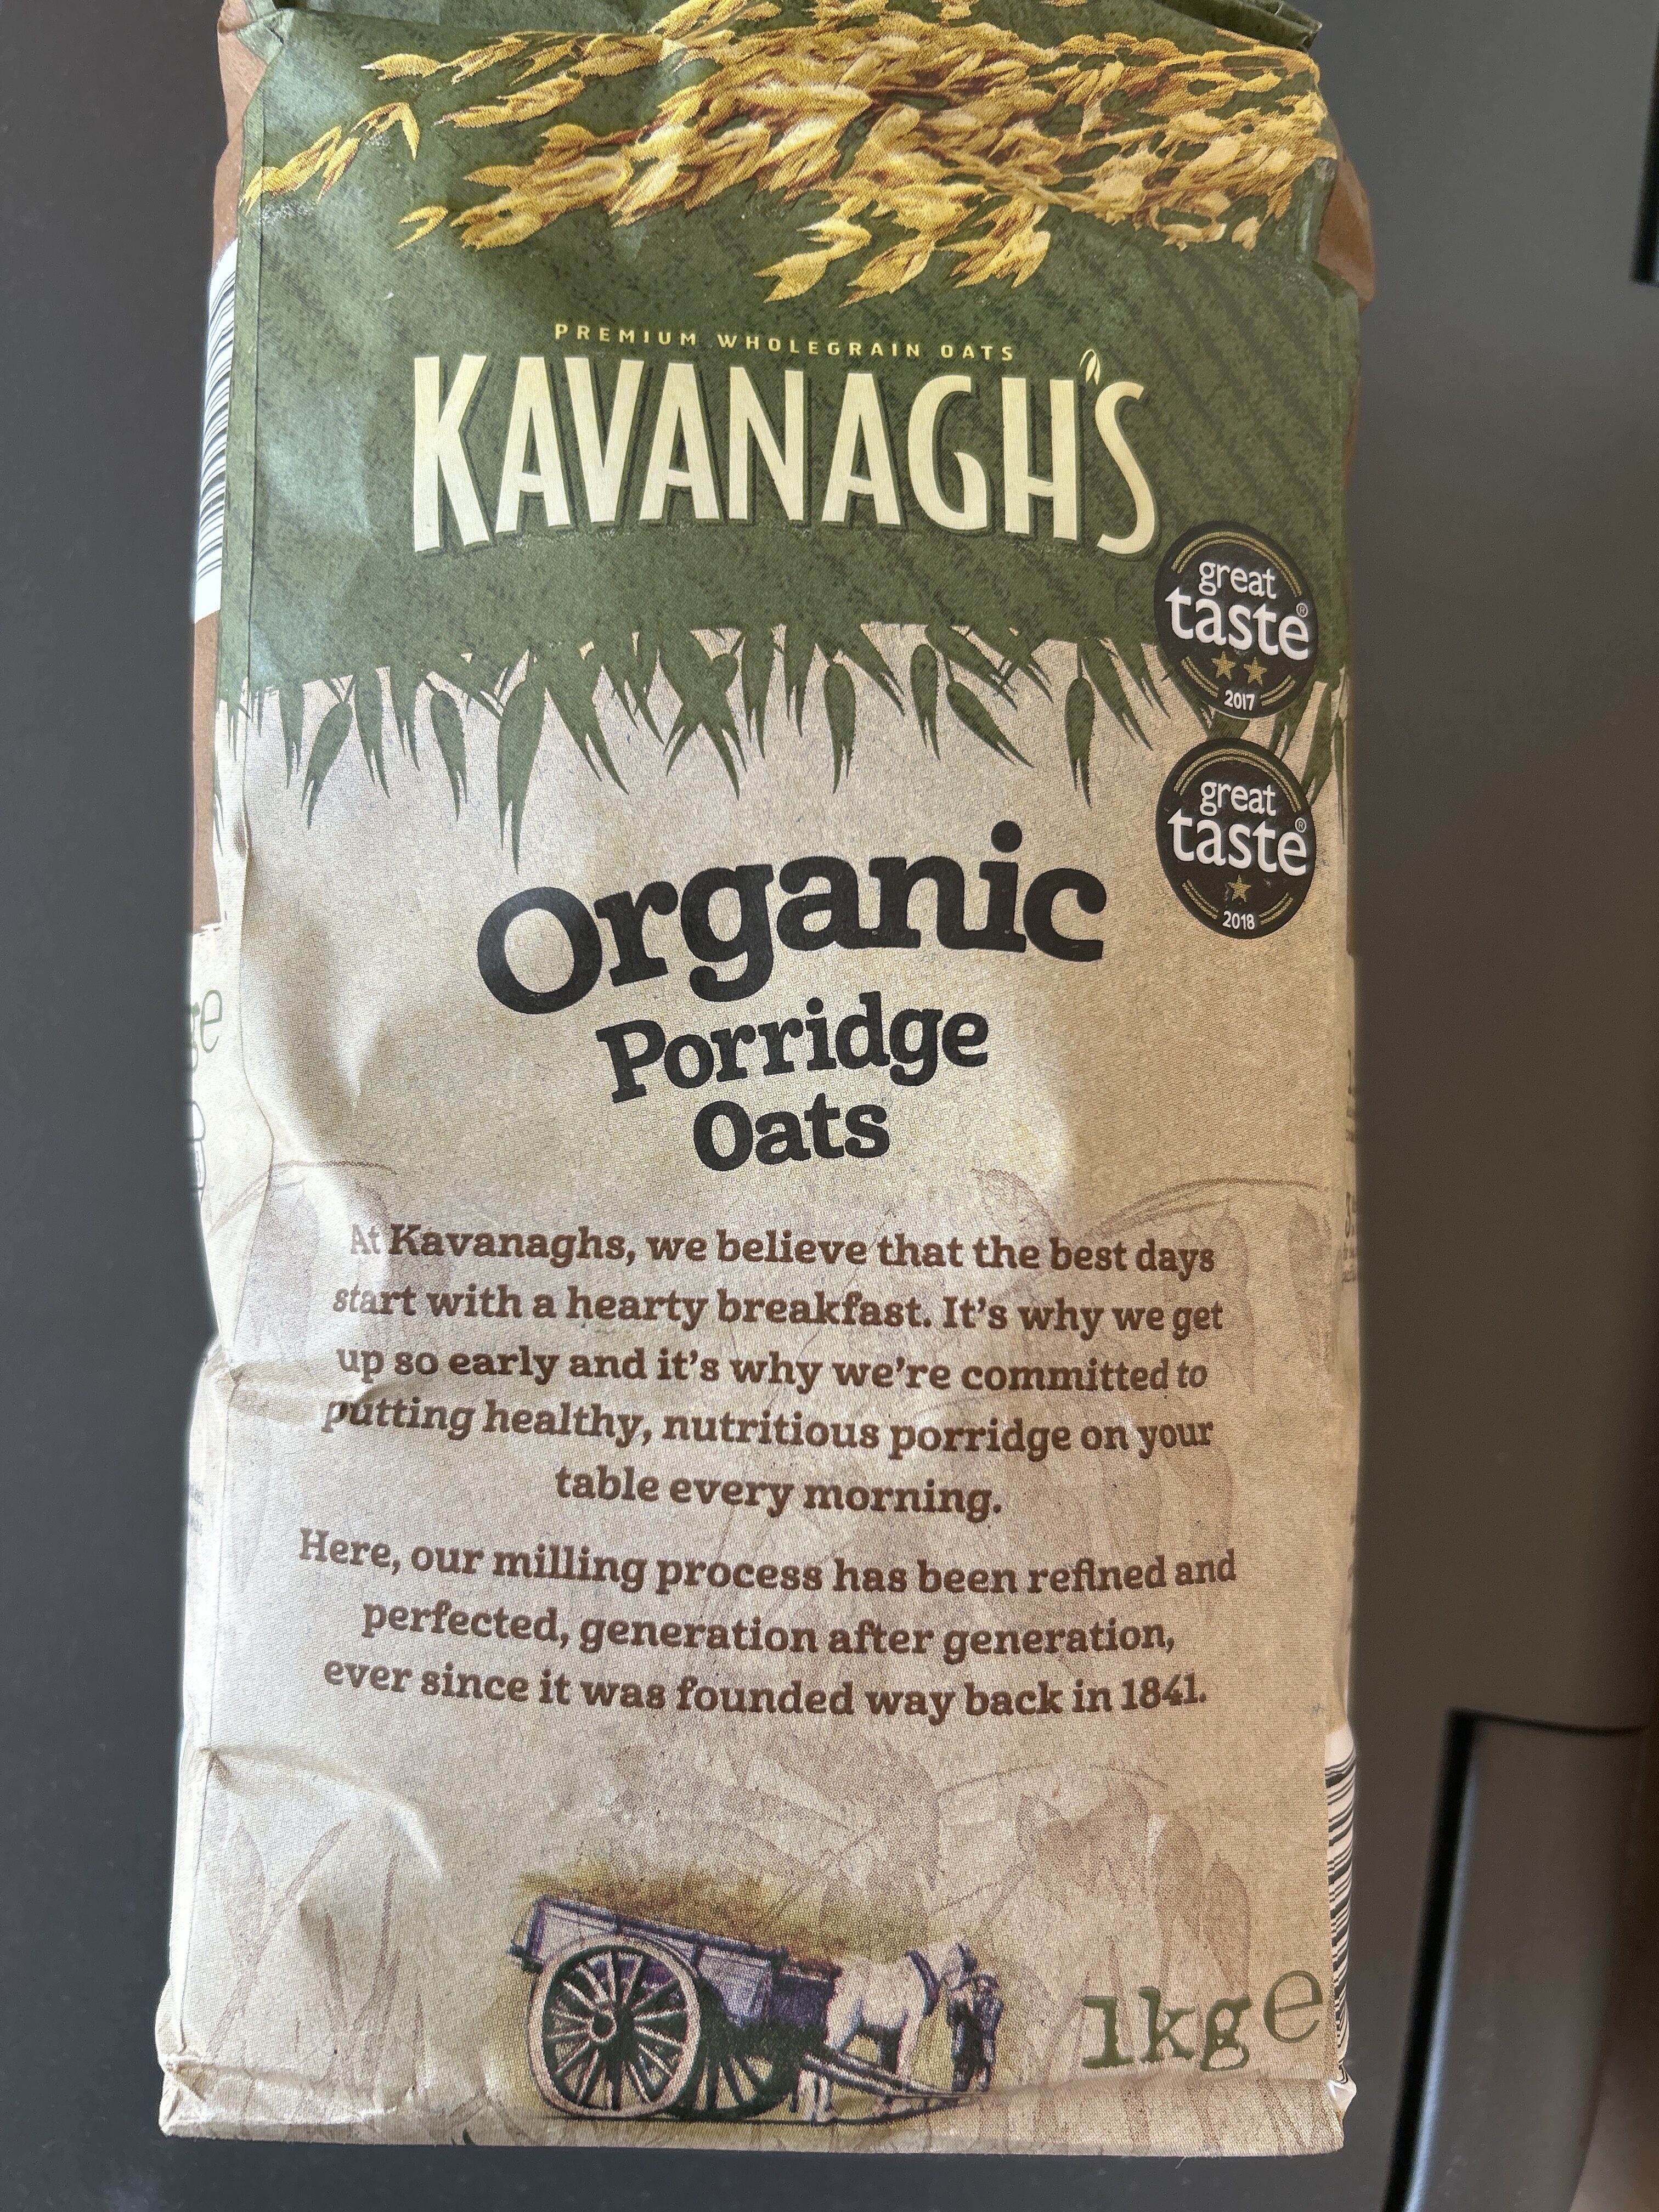 PREMIUM WHOLEGRAIN OATS
KAVANAGH'S
great
taste®
2017
great
taste®
2018
Organic
Porridge
Oats
At Kavanaghs, we believe that the best days
start with a hearty breakfast. It's why we get
up so early and it's why we're committed to
putting healthy, nutritious porridge on your
table every morning.
Here, our milling process has been refined and
perfected, generation after generation,
ever since it was founded way back in 1841.
1kg e